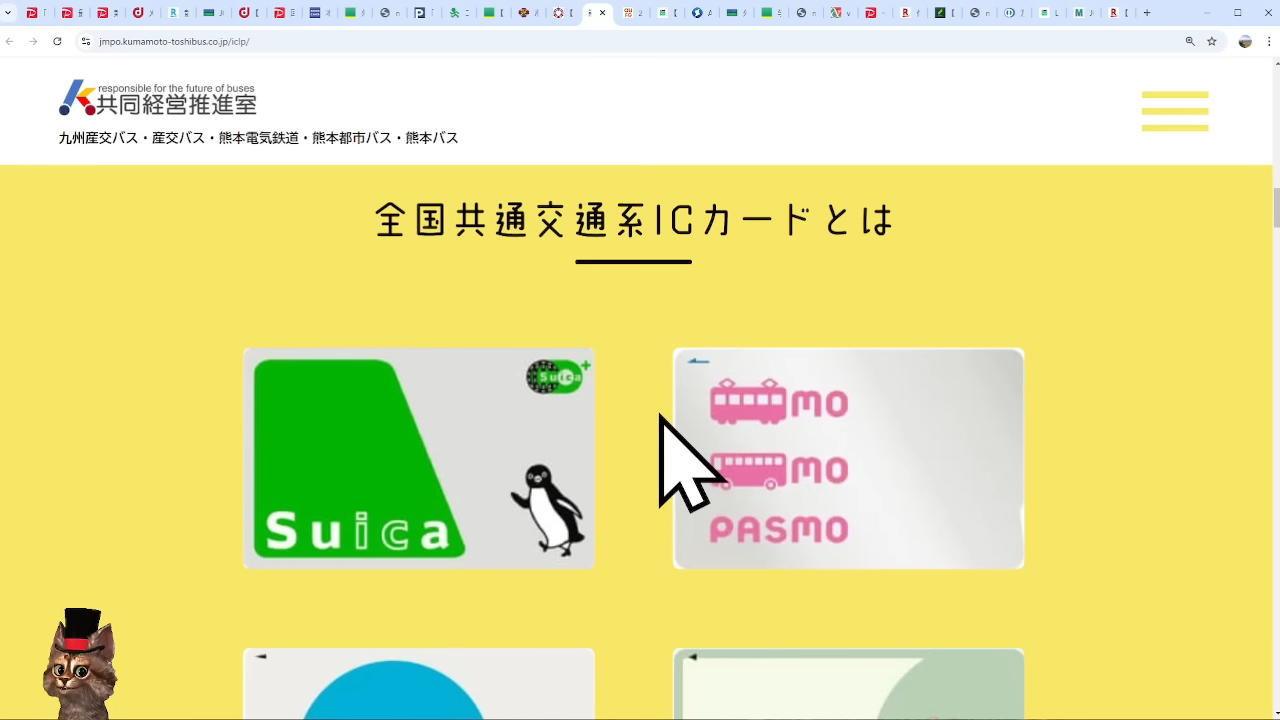 jmpo.kumamoto-toshibus.co.jp/iclp/
responsible for the future of buses
共同経営推進室
九州産交バス・産交バス・熊本電気鉄道・熊本都市バス・熊本バス
全国共通交通系ICカードとは
Suica
Suica
mo
mo
PASMO